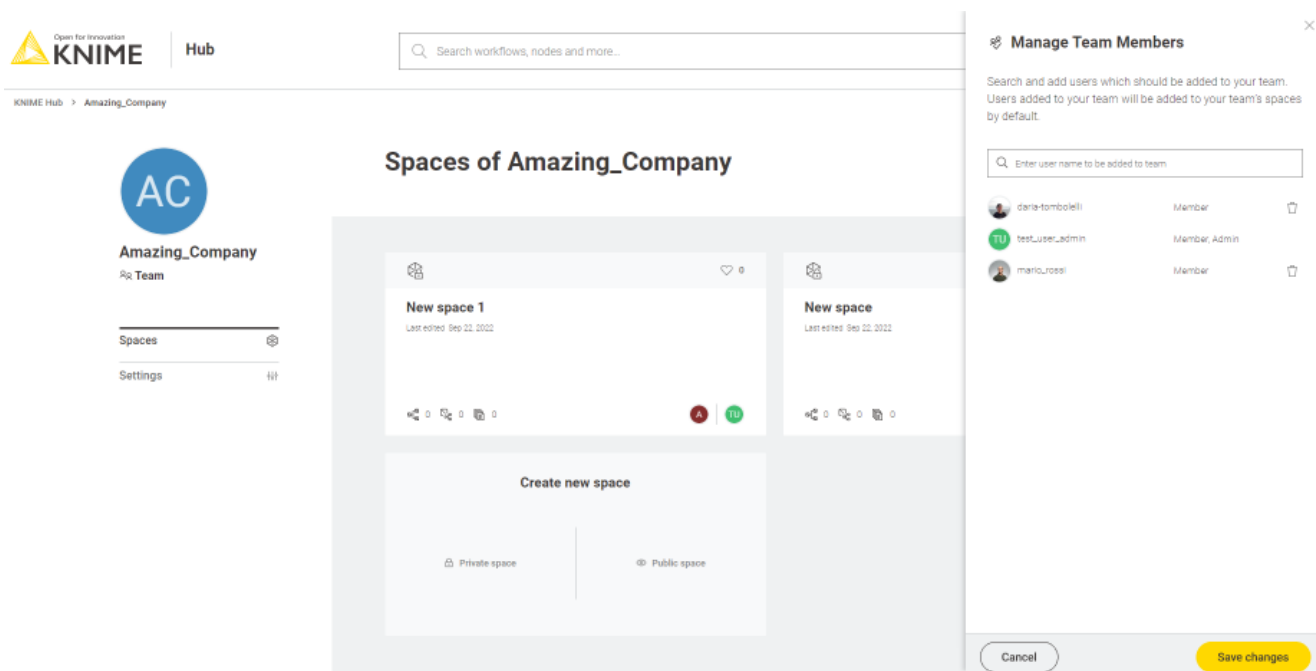 Open for Innovation
KNIME
Hub
Search workflows, nodes and more...
KNIME Hub > Amazing_Company
AC
Amazing_Company
Team
Spaces
Settings
Spaces of Amazing_Company
0
New space 1
Last edited Sep 22, 2022
0 0 0
A TU
New space
Last edited Sep 22, 2022
0 0 0
Create new space
Private space
Public space
Manage Team Members
Search and add users which should be added to your team.
Users added to your team will be added to your team's spaces
by default.
Enter user name to be added to team
daria-tombolelli Member
TU test_user_admin Member, Admin
mario_rossi Member
Cancel
Save changes